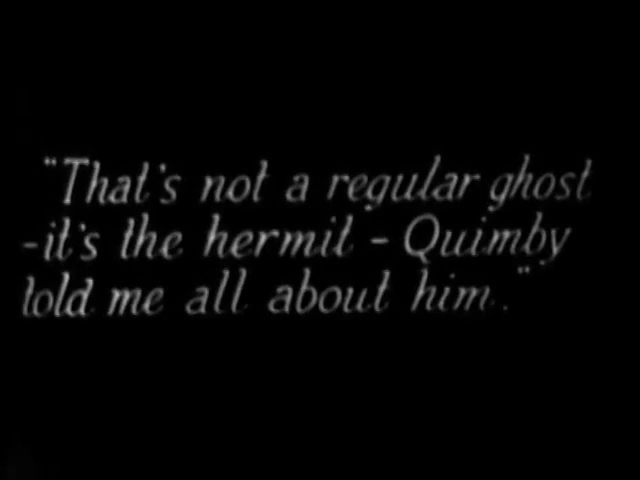 "That's not a regular ghost
-it's the hermit - Quimby
told me all about him."